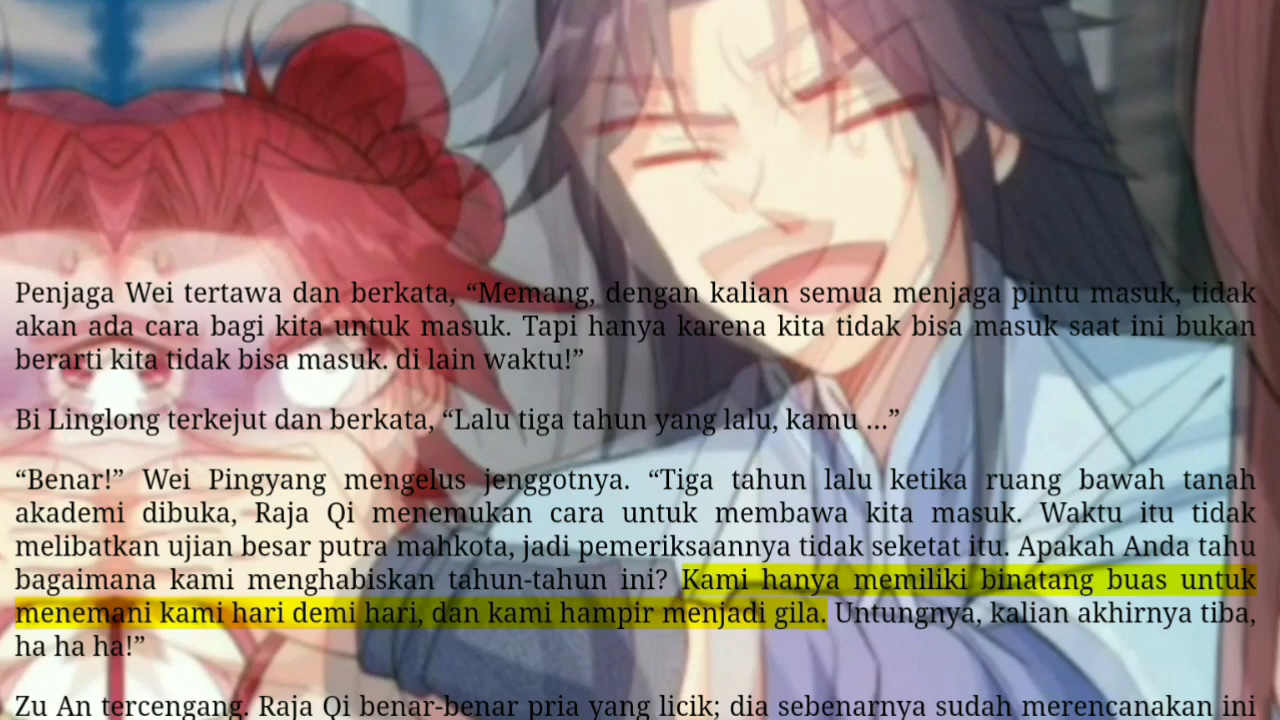 Penjaga Wei tertawa dan berkata, “Memang, dengan kalian semua menjaga pintu masuk, tidak
akan ada cara bagi kita untuk masuk. Tapi hanya karena kita tidak bisa masuk saat ini bukan
berarti kita tidak bisa masuk. di lain waktu!”
Bi Linglong terkejut dan berkata, “Lalu tiga tahun yang lalu, kamu ...”
“Benar!” Wei Pingyang mengelus jenggotnya. “Tiga tahun lalu ketika ruang bawah tanah
akademi dibuka, Raja Qi menemukan cara untuk membawa kita masuk. Waktu itu tidak
melibatkan ujian besar putra mahkota, jadi pemeriksaannya tidak seketat itu. Apakah Anda tahu
bagaimana kami menghabiskan tahun-tahun ini? Kami hanya memiliki binatang buas untuk
menemani kami hari demi hari, dan kami hampir menjadi gila. Untungnya, kalian akhirnya tiba,
ha ha ha!”
Zu An tercengang. Raja Qi benar-benar pria yang licik; dia sebenarnya sudah merencanakan ini